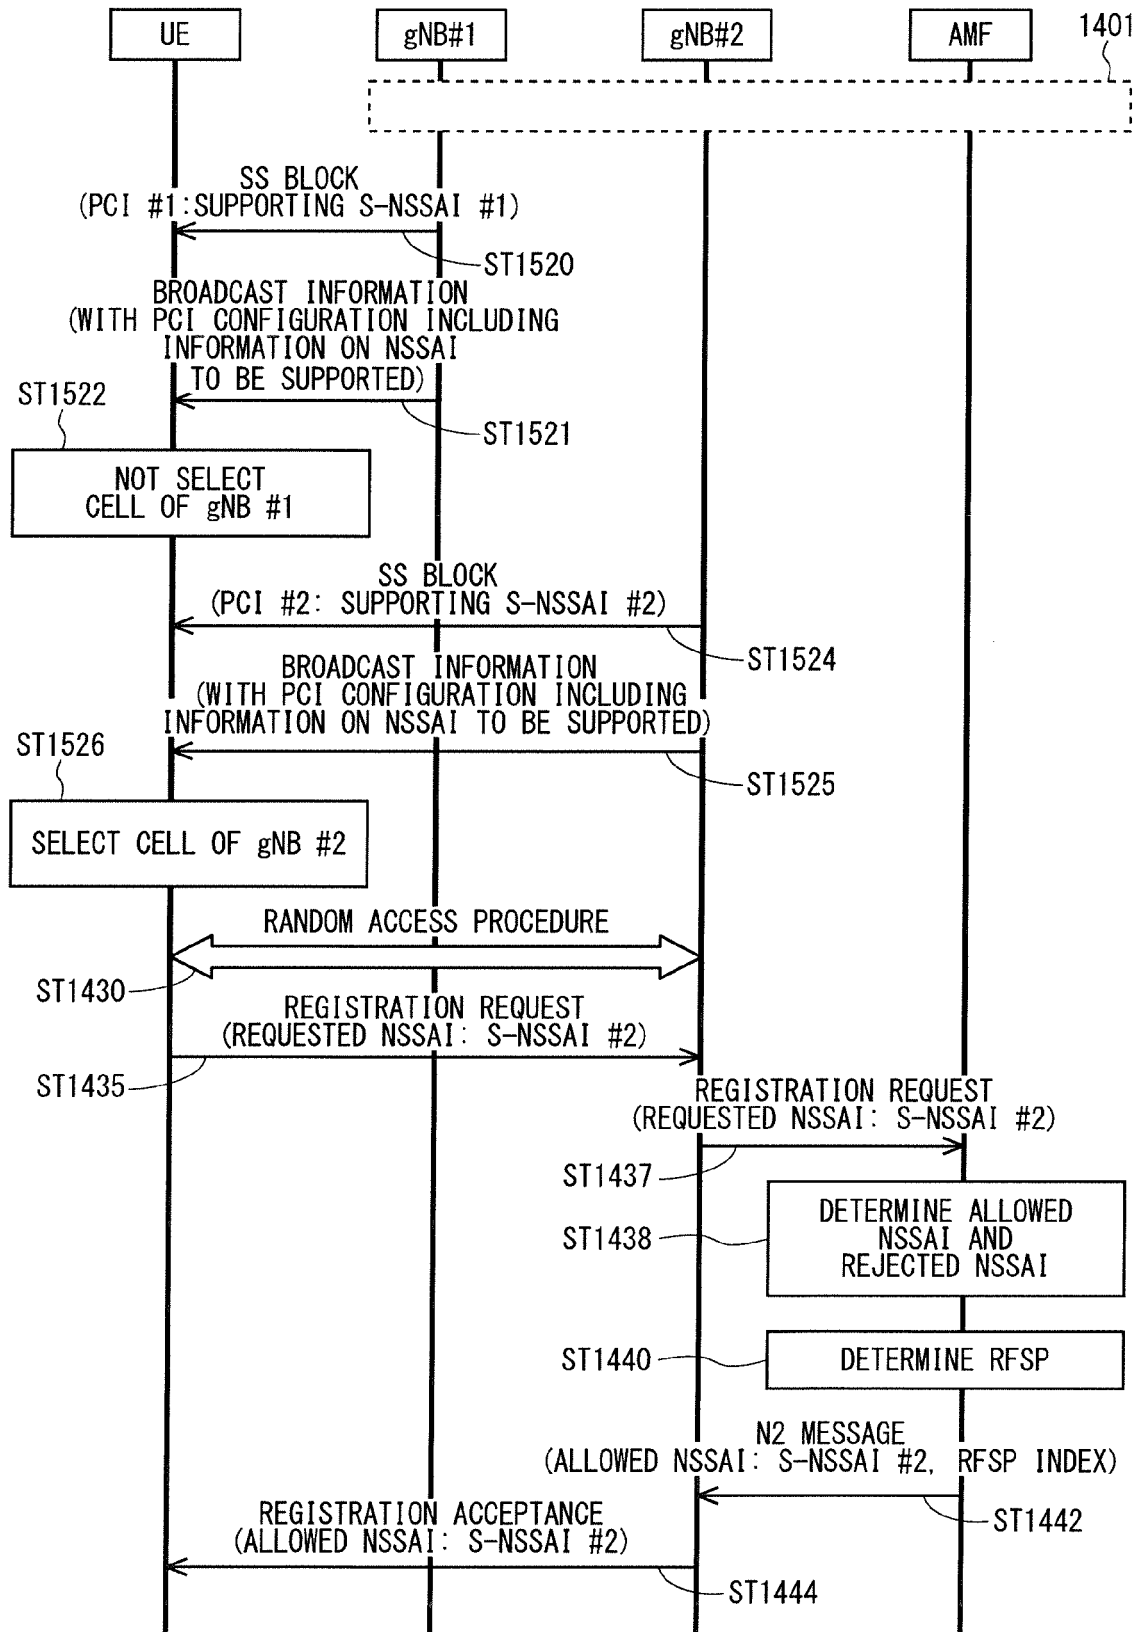 UE
gNB#1
gNB#2
AMF
1401
SS BLOCK
(PCI #1:SUPPORTING S-NSSAI #1)
ST1520
BROADCAST INFORMATION
(WITH PCI CONFIGURATION INCLUDING
INFORMATION ON NSSAI
TO BE SUPPORTED)
ST1521
ST1522
NOT SELECT
CELL OF gNB #1
SS BLOCK
(PCI #2: SUPPORTING S-NSSAI #2)
ST1524
BROADCAST INFORMATION
(WITH PCI CONFIGURATION INCLUDING
INFORMATION ON NSSAI TO BE SUPPORTED)
ST1525
ST1526
SELECT CELL OF gNB #2
RANDOM ACCESS PROCEDURE
ST1430
REGISTRATION REQUEST
(REQUESTED NSSAI: S-NSSAI #2)
ST1435
REGISTRATION REQUEST
(REQUESTED NSSAI: S-NSSAI #2)
ST1437
ST1438
DETERMINE ALLOWED
NSSAI AND
REJECTED NSSAI
ST1440
DETERMINE RFSP
N2 MESSAGE
(ALLOWED NSSAI: S-NSSAI #2, RFSP INDEX)
ST1442
REGISTRATION ACCEPTANCE
(ALLOWED NSSAI: S-NSSAI #2)
ST1444